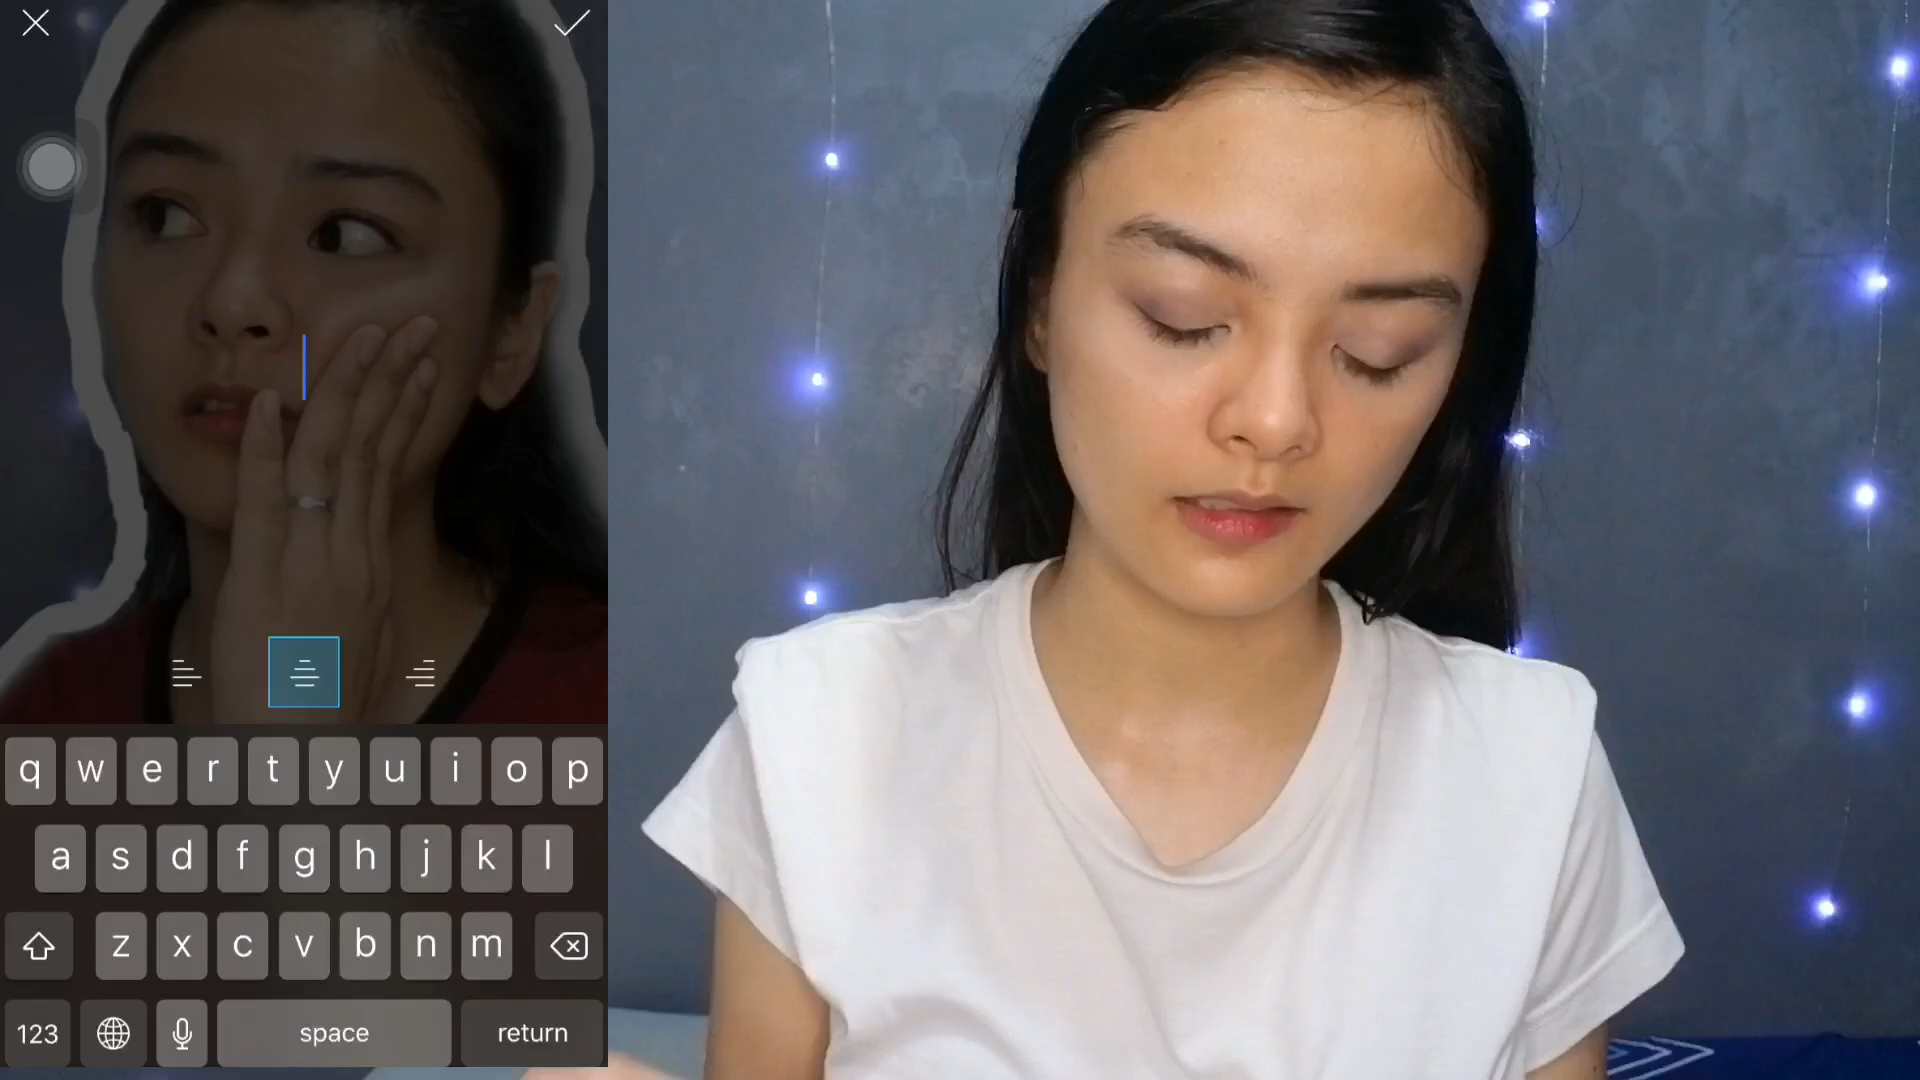 q w e r t y u i o p
a s d f g h j k l
z x c v b n m
123 space return